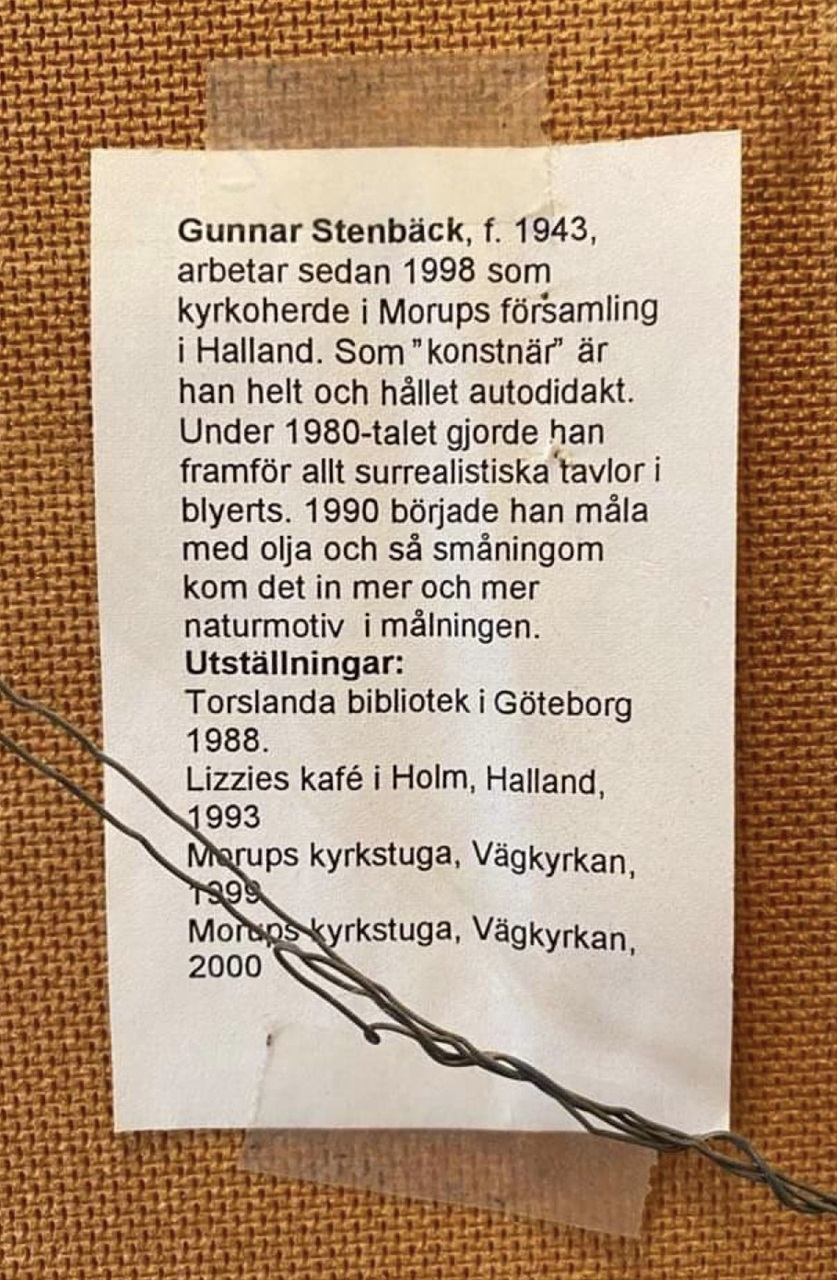 Gunnar Stenbäck, f. 1943,
arbetar sedan 1998 som
kyrkoherde i Morups församling
i Halland. Som "konstnär" är
han helt och hållet autodidakt.
Under 1980-talet gjorde han
framför allt surrealistiska tavlor i
blyerts. 1990 började han måla
med olja och så småningom
kom det in mer och mer
naturmotiv i målningen.
Utställningar:
Torslanda bibliotek i Göteborg
1988.
Lizzies kafé i Holm, Halland,
1993
Morups kyrkstuga, Vägkyrkan,
1999
Morups kyrkstuga, Vägkyrkan,
2000